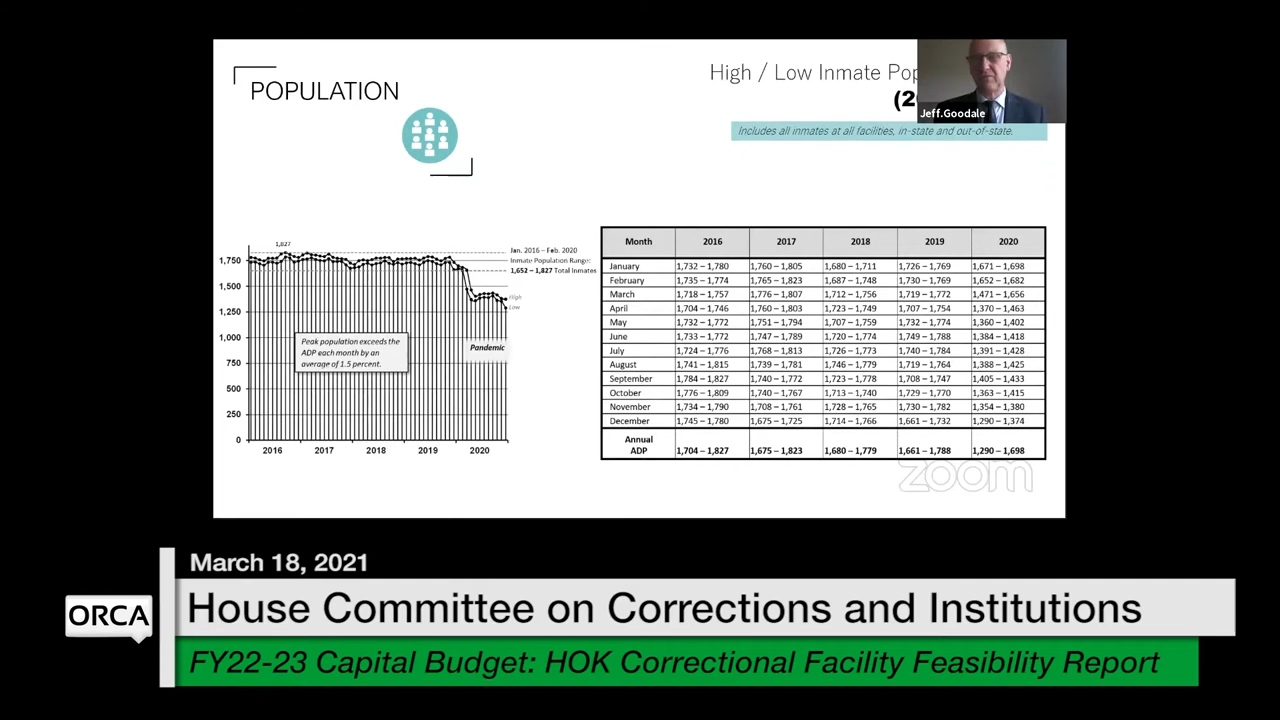 POPULATION
High / Low Inmate Pop
(2
Jeff.Goodale
Includes all inmates at all facilities, in-state and out-of-state.
1,827
1,750
1,500
1,250
1,000
750
500
250
0
2016 2017 2018 2019 2020
Jan. 2016 – Feb. 2020
Inmate Population Range:
1,652 – 1,827 Total Inmates
High
Low
Peak population exceeds the
ADP each month by an
average of 1.5 percent.
Pandemic
Month 2016 2017 2018 2019 2020
January 1,732 – 1,780 1,760 – 1,805 1,680 – 1,711 1,726 – 1,769 1,671 – 1,698
February 1,735 – 1,774 1,765 – 1,823 1,687 – 1,748 1,730 – 1,769 1,652 – 1,682
March 1,718 – 1,757 1,776 – 1,807 1,712 – 1,756 1,719 – 1,772 1,471 – 1,656
April 1,704 – 1,746 1,760 – 1,803 1,723 – 1,749 1,707 – 1,754 1,370 – 1,463
May 1,732 – 1,772 1,751 – 1,794 1,707 – 1,759 1,732 – 1,774 1,360 – 1,402
June 1,733 – 1,772 1,747 – 1,789 1,720 – 1,774 1,749 – 1,788 1,384 – 1,418
July 1,724 – 1,776 1,768 – 1,813 1,726 – 1,773 1,740 – 1,784 1,391 – 1,428
August 1,741 – 1,815 1,739 – 1,781 1,746 – 1,779 1,719 – 1,764 1,388 – 1,425
September 1,784 – 1,827 1,740 – 1,772 1,723 – 1,778 1,708 – 1,747 1,405 – 1,433
October 1,776 – 1,809 1,740 – 1,767 1,713 – 1,740 1,729 – 1,770 1,363 – 1,415
November 1,734 – 1,790 1,708 – 1,761 1,728 – 1,765 1,730 – 1,782 1,354 – 1,380
December 1,745 – 1,780 1,675 – 1,725 1,714 – 1,766 1,661 – 1,732 1,290 – 1,374
Annual
ADP 1,704 – 1,827 1,675 – 1,823 1,680 – 1,779 1,661 – 1,788 1,290 – 1,698
zoom
March 18, 2021
ORCA
House Committee on Corrections and Institutions
FY22-23 Capital Budget: HOK Correctional Facility Feasibility Report